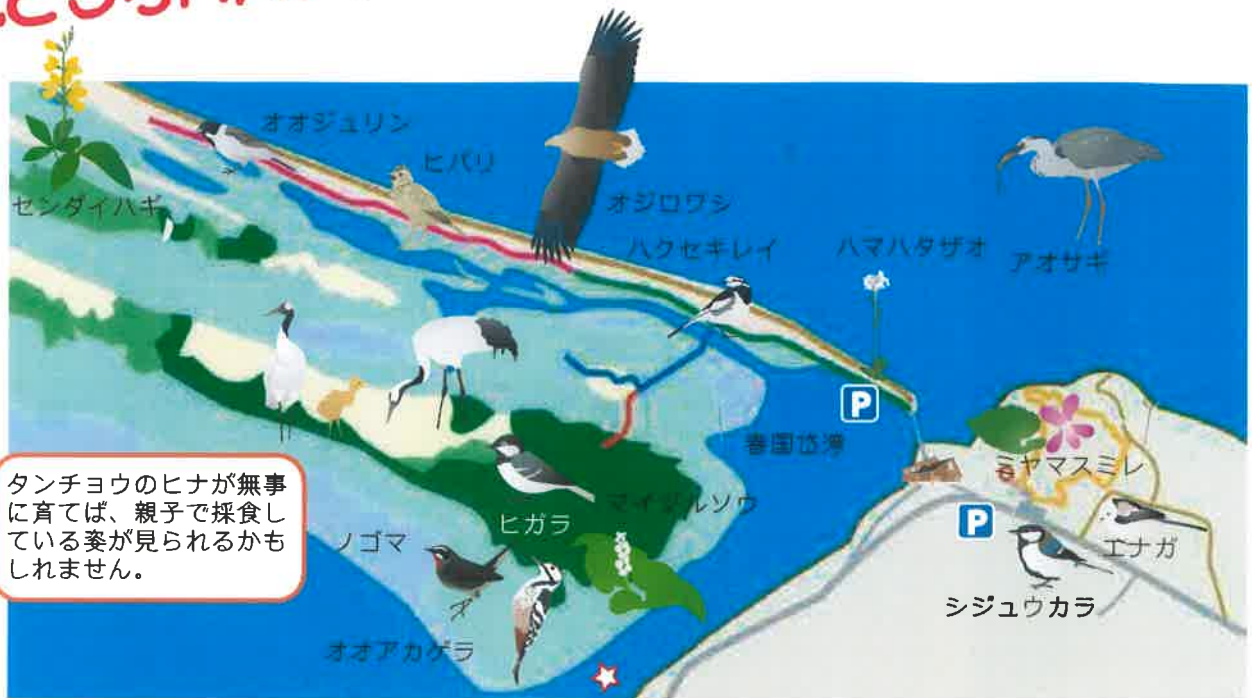 オオジュリン
ヒバリ
センダイハギ
オジロワシ
ハクセキレイ
ハマハタザオ
アオサギ
P
春国岱湾
ミヤマスミレ
P
マイヅルソウ
ヒガラ
エナガ
タンチョウのヒナが無事
に育てば、親子で採食し
ている姿が見られるかも
しれません。
ノゴマ
シジュウカラ
オオアカゲラ